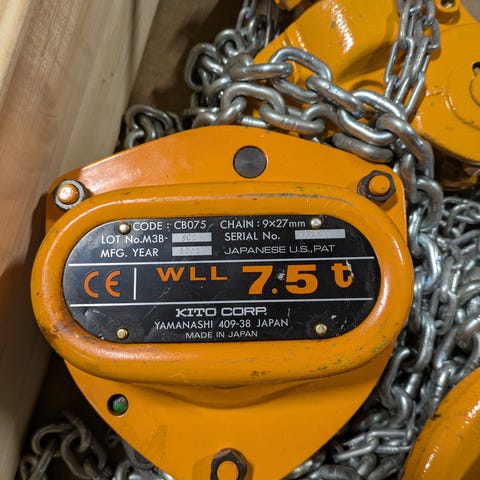 CODE : CB075 CHAIN : 9×27mm
LOT No.M3B- SERIAL No.
MFG. YEAR JAPANESE U.S., PAT
CE WLL 7.5 t
KITO CORP.
YAMANASHI 409-38 JAPAN
MADE IN JAPAN